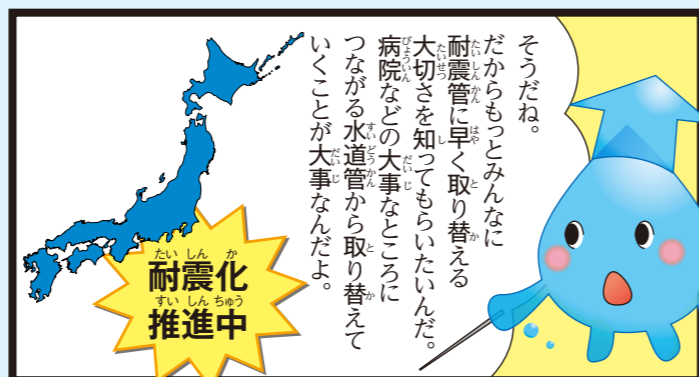 そうだね。
だからもっとみんなに
耐震管に早く取り替える
大切さを知ってもらいたいんだ。
病院などの大事なところに
つながる水道管から取り替えて
いくことが大事なんだよ。
耐震化
推進中